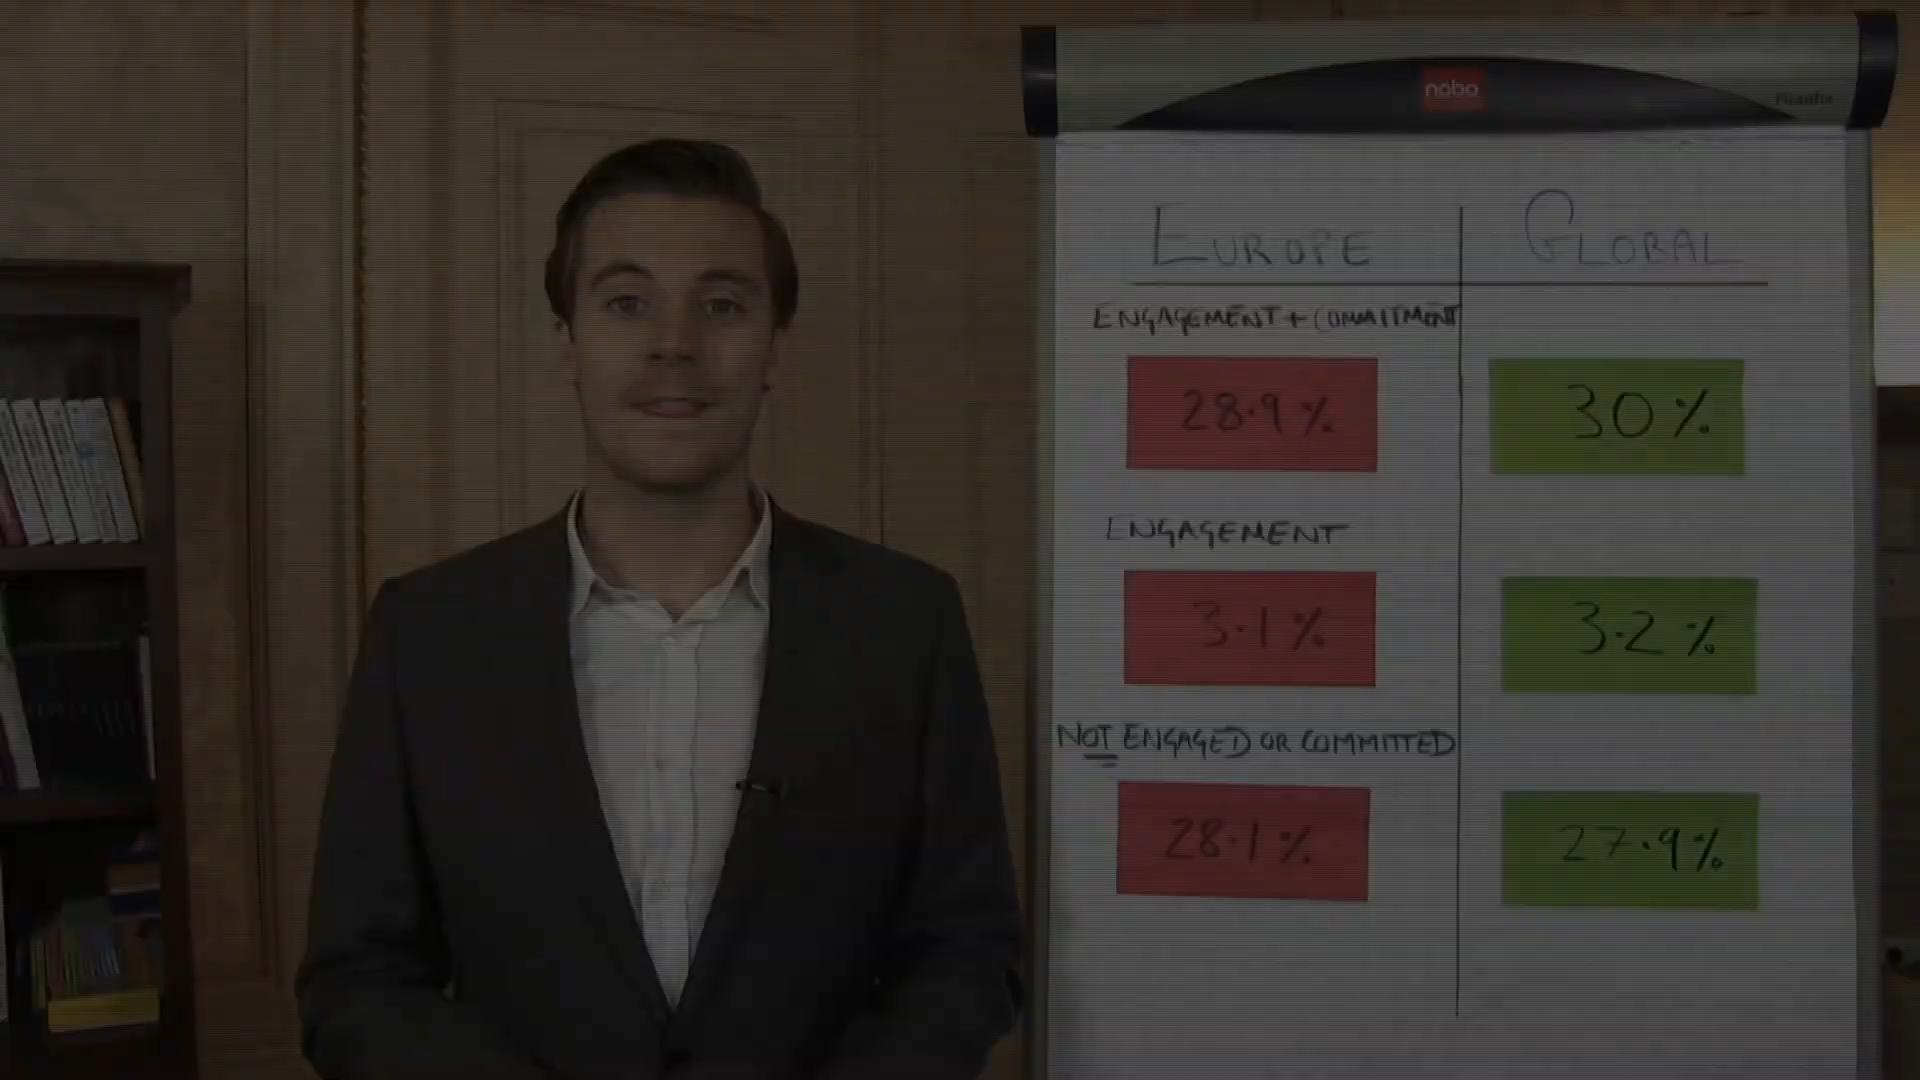 nobo
Piranha
EUROPE GLOBAL
ENGAGEMENT + COMMITMENT
28.9% 30%
ENGAGEMENT
3.1% 3.2%
NOT ENGAGED OR COMMITTED
28.1% 27.9%